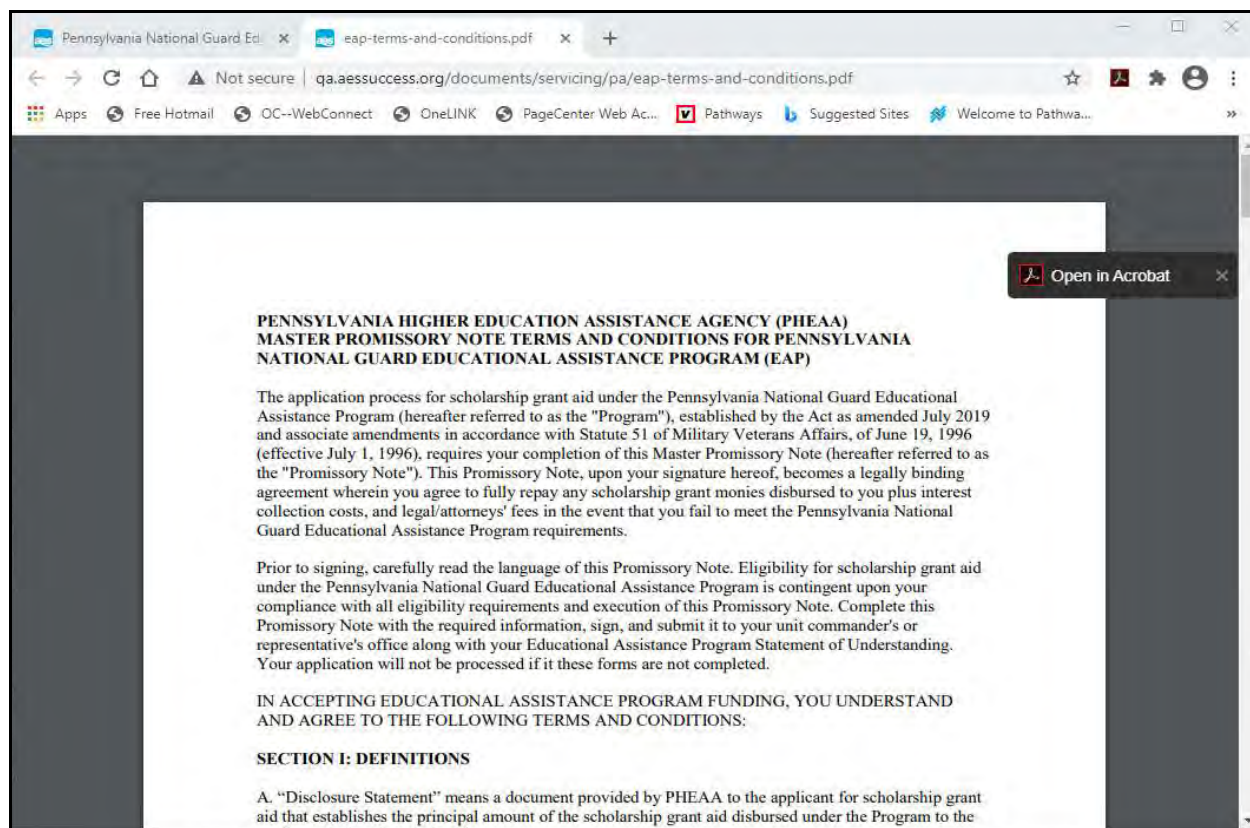 Pennsylvania National Guard Ed
eap-terms-and-conditions.pdf
Not secure | qa.aessuccess.org/documents/servicing/pa/eap-terms-and-conditions.pdf
Apps Free Hotmail OC--WebConnect OneLINK PageCenter Web Ac... Pathways Suggested Sites Welcome to Pathwa... »
Open in Acrobat
PENNSYLVANIA HIGHER EDUCATION ASSISTANCE AGENCY (PHEAA)
MASTER PROMISSORY NOTE TERMS AND CONDITIONS FOR PENNSYLVANIA
NATIONAL GUARD EDUCATIONAL ASSISTANCE PROGRAM (EAP)
The application process for scholarship grant aid under the Pennsylvania National Guard Educational
Assistance Program (hereafter referred to as the "Program"), established by the Act as amended July 2019
and associate amendments in accordance with Statute 51 of Military Veterans Affairs, of June 19, 1996
(effective July 1, 1996), requires your completion of this Master Promissory Note (hereafter referred to as
the "Promissory Note"). This Promissory Note, upon your signature hereof, becomes a legally binding
agreement wherein you agree to fully repay any scholarship grant monies disbursed to you plus interest
collection costs, and legal/attorneys' fees in the event that you fail to meet the Pennsylvania National
Guard Educational Assistance Program requirements.
Prior to signing, carefully read the language of this Promissory Note. Eligibility for scholarship grant aid
under the Pennsylvania National Guard Educational Assistance Program is contingent upon your
compliance with all eligibility requirements and execution of this Promissory Note. Complete this
Promissory Note with the required information, sign, and submit it to your unit commander's or
representative's office along with your Educational Assistance Program Statement of Understanding.
Your application will not be processed if it these forms are not completed.
IN ACCEPTING EDUCATIONAL ASSISTANCE PROGRAM FUNDING, YOU UNDERSTAND
AND AGREE TO THE FOLLOWING TERMS AND CONDITIONS:
SECTION I: DEFINITIONS
A. “Disclosure Statement” means a document provided by PHEAA to the applicant for scholarship grant
aid that establishes the principal amount of the scholarship grant aid disbursed under the Program to the